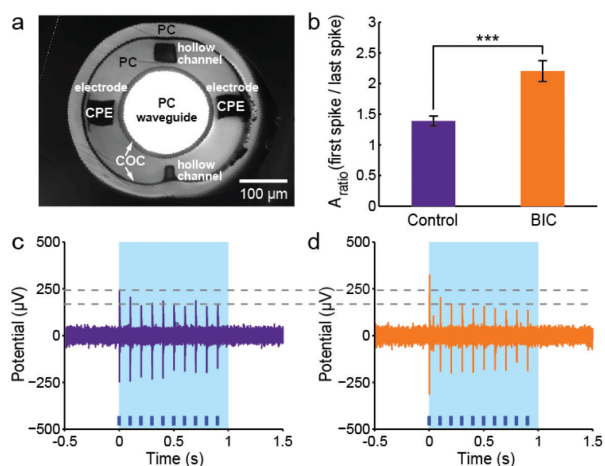 a
PC
hollow
channel
PC
electrode
electrode
CPE
PC
waveguide
CPE
COC
hollow
channel
100 µm
b
A_ratio (first spike / last spike)
3
2.5
2
1.5
1
0.5
0
***
Control
BIC
c
Potential (µV)
500
250
0
−250
−500
-0.5
0
0.5
1
1.5
Time (s)
d
Potential (µV)
500
250
0
−250
−500
-0.5
0
0.5
1
1.5
Time (s)